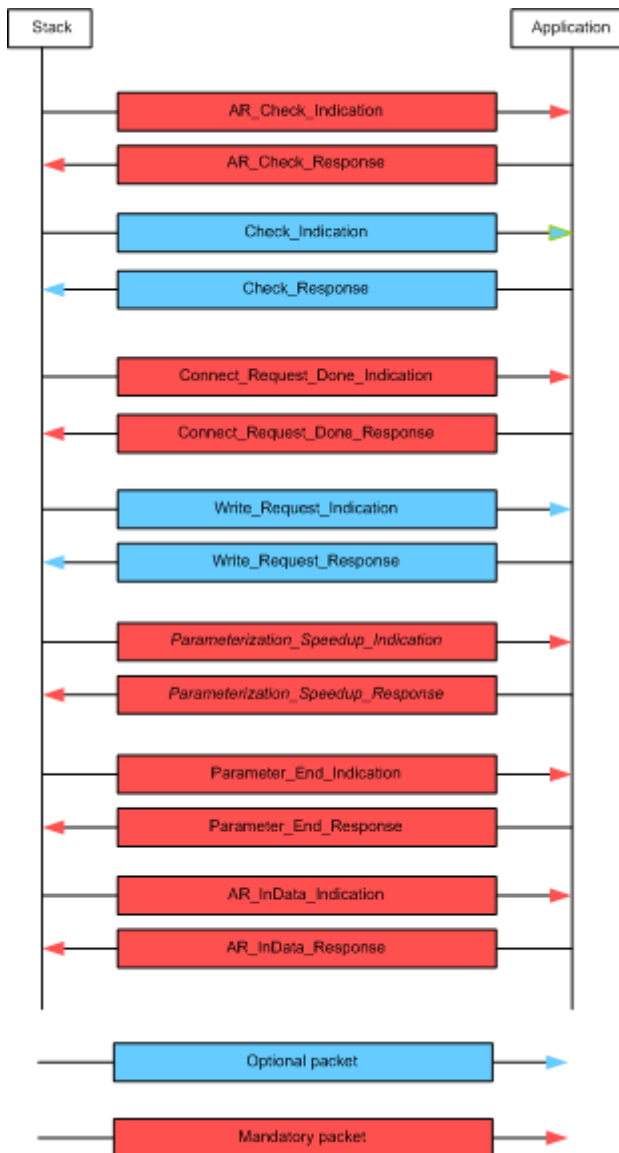 Stack
Application
AR_Check_Indication
AR_Check_Response
Check_Indication
Check_Response
Connect_Request_Done_Indication
Connect_Request_Done_Response
Write_Request_Indication
Write_Request_Response
Parameterization_Speedup_Indication
Parameterization_Speedup_Response
Parameter_End_Indication
Parameter_End_Response
AR_InData_Indication
AR_InData_Response
Optional packet
Mandatory packet